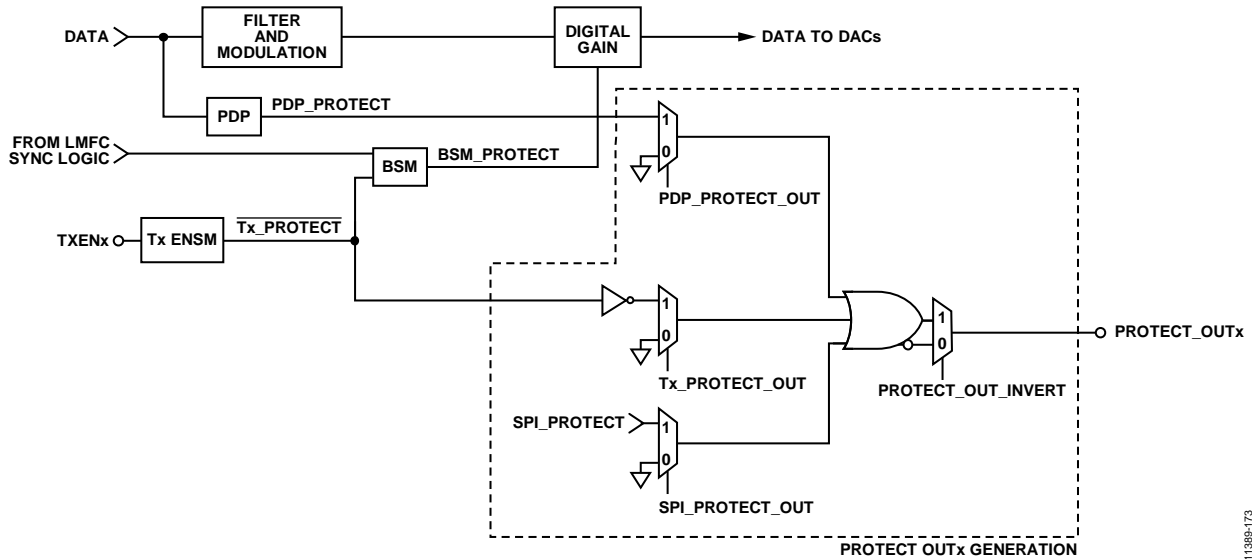 FILTER
AND
MODULATION
DIGITAL
GAIN
DATA
DATA TO DACs
PDP
PDP_PROTECT
1
0
PDP_PROTECT_OUT
FROM LMFC
SYNC LOGIC
BSM
BSM_PROTECT
TXENx
Tx ENSM
Tx_PROTECT
1
0
Tx_PROTECT_OUT
1
0
PROTECT_OUT_INVERT
PROTECT_OUTx
SPI_PROTECT
1
0
SPI_PROTECT_OUT
PROTECT OUTx GENERATION
11389-173